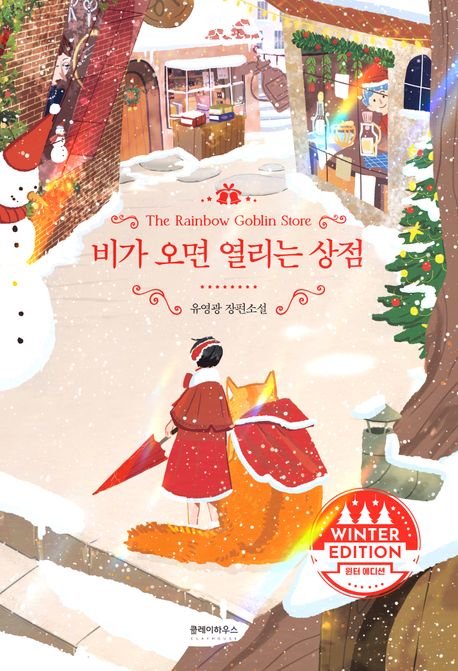 The Rainbow Goblin Store
비가 오면 열리는 상점
유영광 장편소설
WINTER
EDITION
윈터 에디션
클레이하우스
CLAYHOUSE